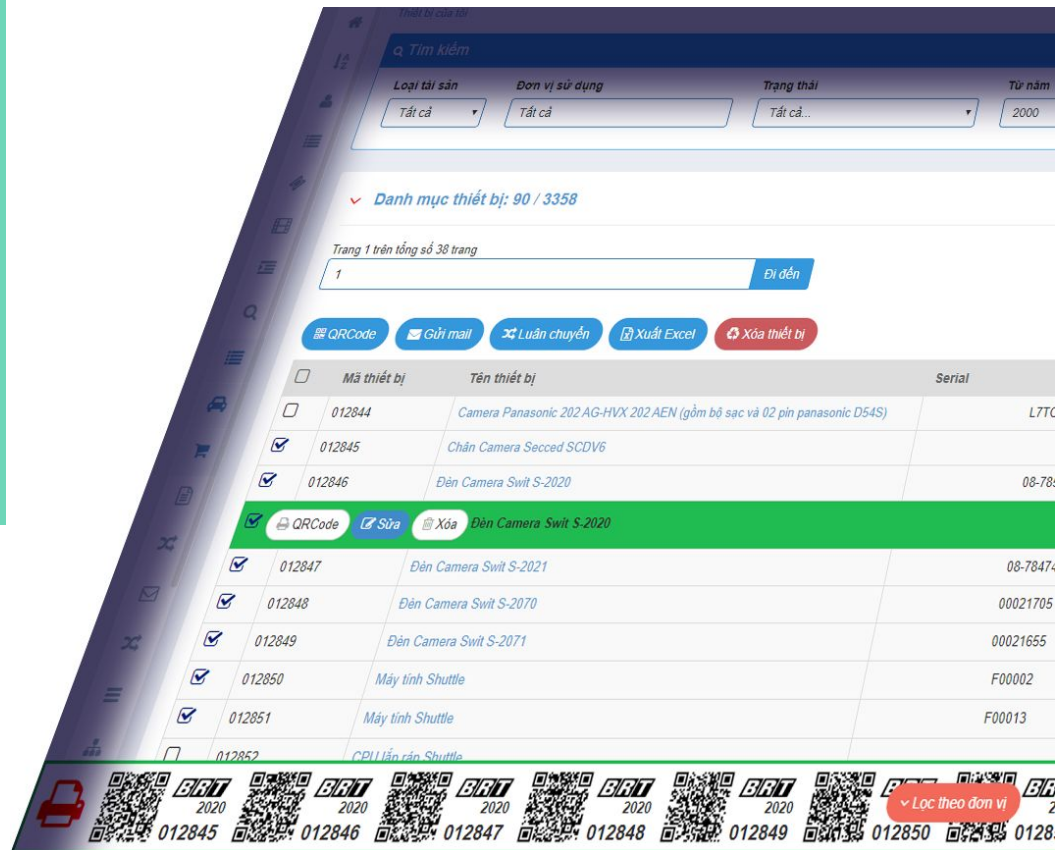 Thiết bị của tôi
Tìm kiếm
Loại tài sản Đơn vị sử dụng Trạng thái Từ năm
Tất cả Tất cả Tất cả... 2000
Danh mục thiết bị: 90 / 3358
Trang 1 trên tổng số 38 trang
1 Đi đến
QRCode Gửi mail Luân chuyển Xuất Excel Xóa thiết bị
Mã thiết bị Tên thiết bị Serial
012844 Camera Panasonic 202 AG-HVX 202 AEN (gồm bộ sạc và 02 pin panasonic D54S)
012845 Chân Camera Secced SCDV6
012846 Đèn Camera Swit S-2020
QRCode Sửa Xóa Đèn Camera Swit S-2020
012847 Đèn Camera Swit S-2021 08-78474
012848 Đèn Camera Swit S-2070 00021705
012849 Đèn Camera Swit S-2071 00021655
012850 Máy tính Shuttle F00002
012851 Máy tính Shuttle F00013
012852 CPU lắp ráp Shuttle
BRT BRT BRT BRT BRT
2020 2020 2020 2020 2020 Lọc theo đơn vị
012845 012846 012847 012848 012849 012850